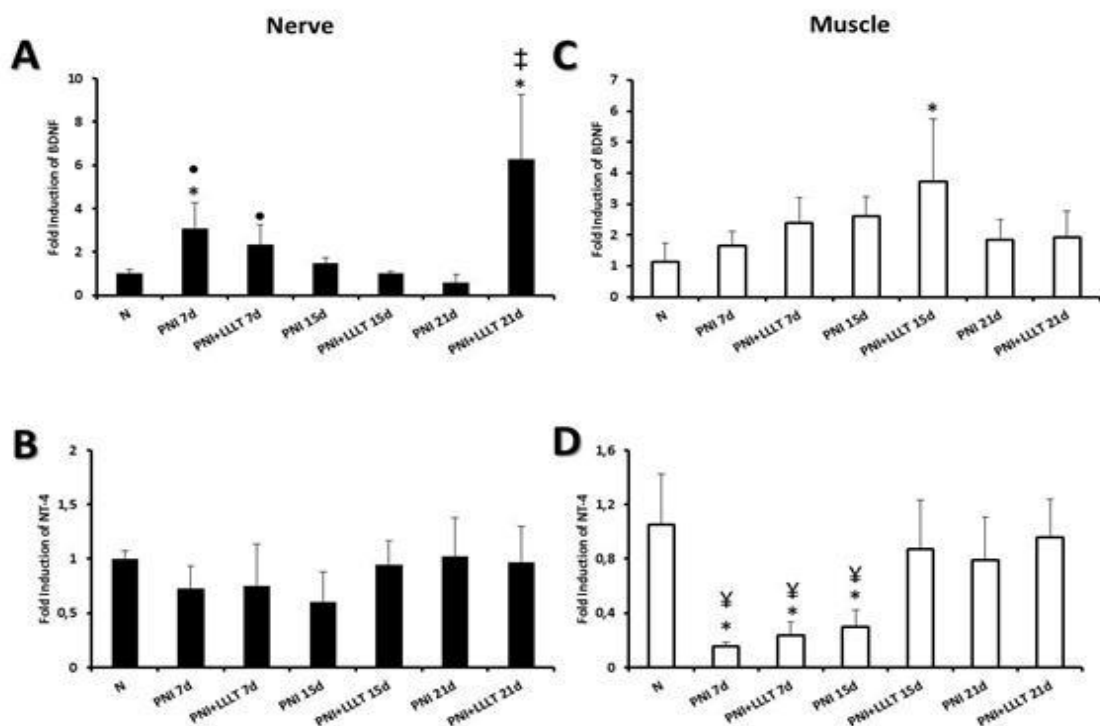 Nerve
Muscle
A
‡
*
Fold Induction of BDNF
10
8
6
4
2
0
•
*
•
N
PNI 7d
PNI+LLLT 7d
PNI 15d
PNI+LLLT 15d
PNI 21d
PNI+LLLT 21d
C
Fold Induction of BDNF
7
6
5
4
3
2
1
0
*
N
PNI 7d
PNI+LLLT 7d
PNI 15d
PNI+LLLT 15d
PNI 21d
PNI+LLLT 21d
B
Fold Induction of NT-4
2
1,5
1
0,5
0
N
PNI 7d
PNI+LLLT 7d
PNI 15d
PNI+LLLT 15d
PNI 21d
PNI+LLLT 21d
D
Fold Induction of NT-4
1,6
1,2
0,8
0,4
0
¥
*
¥
*
¥
*
N
PNI 7d
PNI+LLLT 7d
PNI 15d
PNI+LLLT 15d
PNI 21d
PNI+LLLT 21d